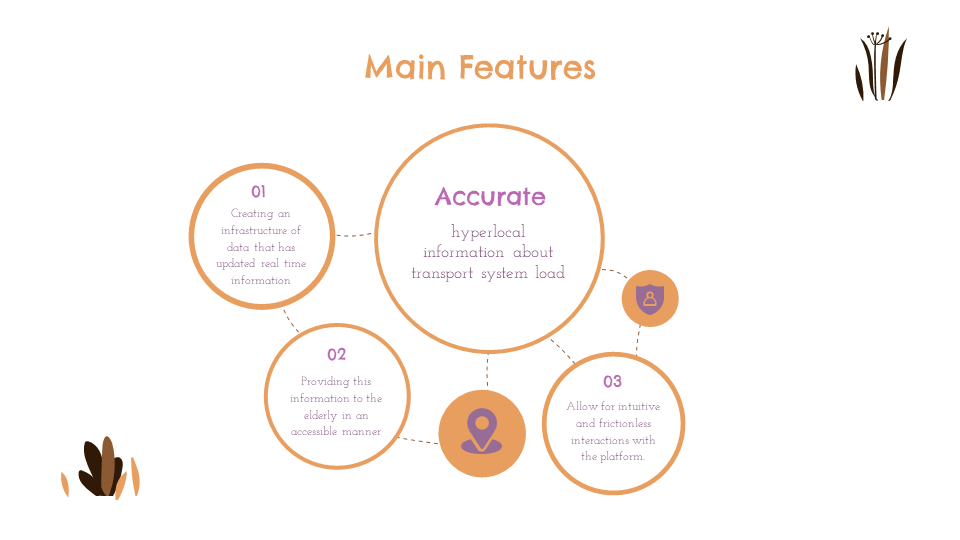 Main Features
Accurate
hyperlocal
information about
transport system load
01
Creating an
infrastructure of
data that has
updated real time
information
02
Providing this
information to the
elderly in an
accessible manner
03
Allow for intuitive
and frictionless
interactions with
the platform.